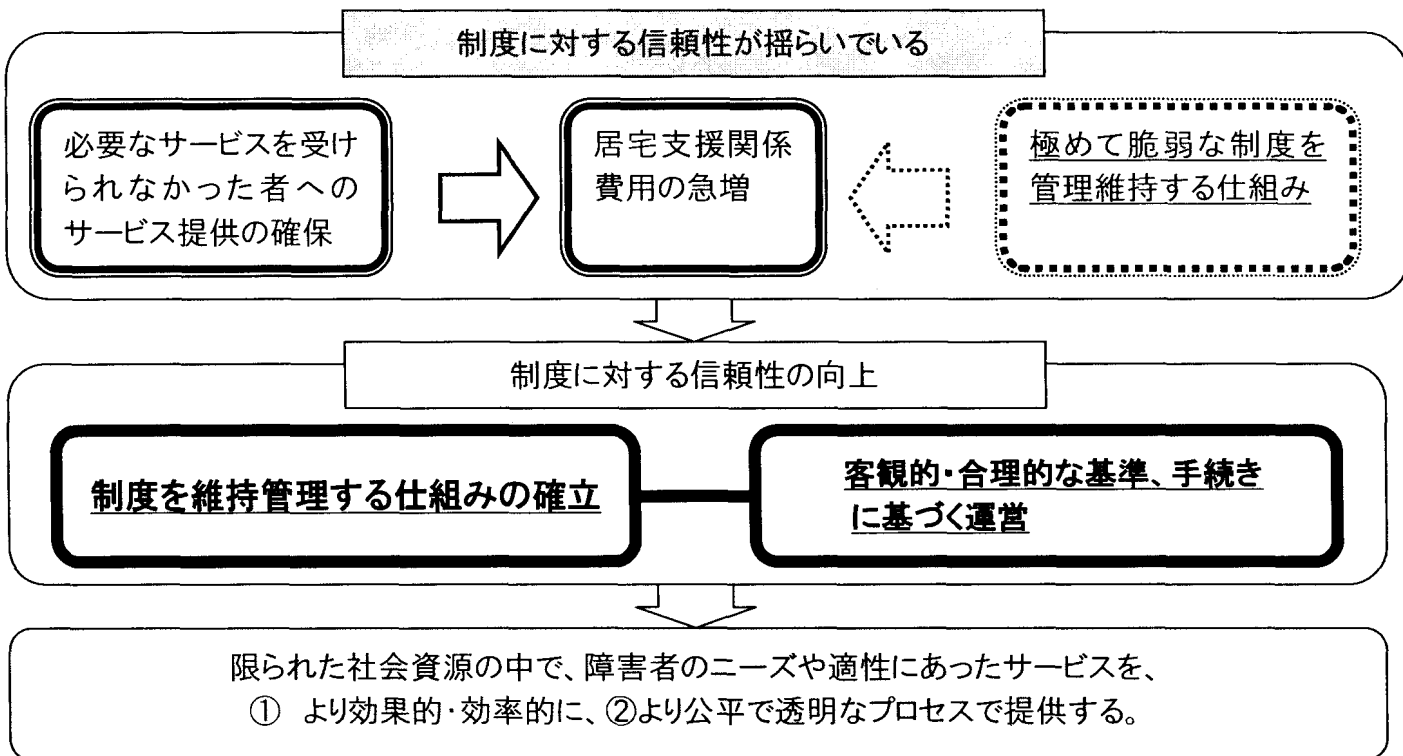 制度に対する信頼性が揺らいでいる
必要なサービスを受け
られなかった者への
サービス提供の確保
居宅支援関係
費用の急増
極めて脆弱な制度を
管理維持する仕組み
制度に対する信頼性の向上
制度を維持管理する仕組みの確立
客観的・合理的な基準、手続き
に基づく運営
限られた社会資源の中で、障害者のニーズや適性にあったサービスを、
① より効果的・効率的に、②より公平で透明なプロセスで提供する。